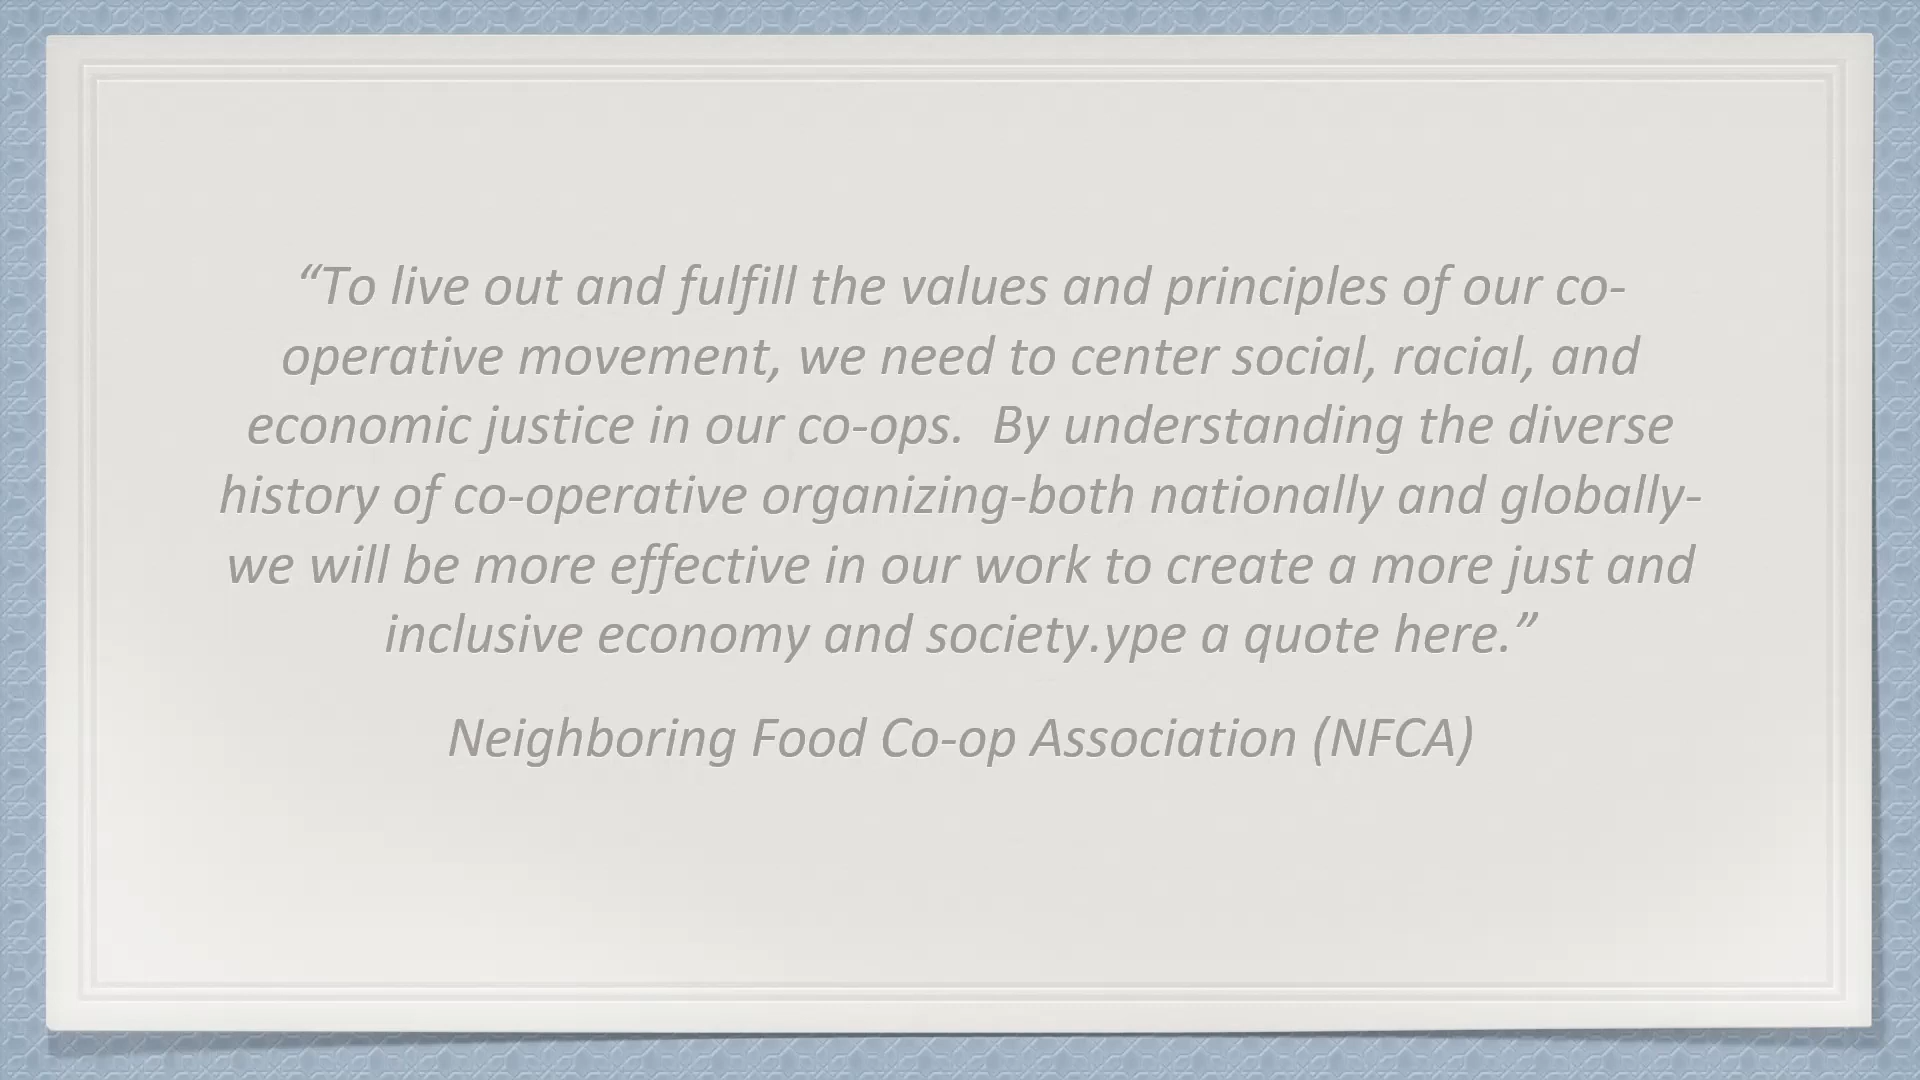 “To live out and fulfill the values and principles of our co-
operative movement, we need to center social, racial, and
economic justice in our co-ops.  By understanding the diverse
history of co-operative organizing-both nationally and globally-
we will be more effective in our work to create a more just and
inclusive economy and society.ype a quote here.”
Neighboring Food Co-op Association (NFCA)